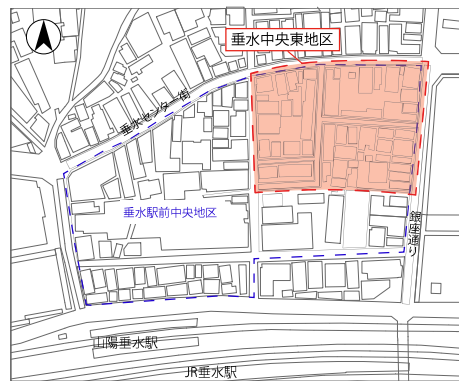 垂水中央東地区
垂水センター街
垂水駅前中央地区
銀座通り
山陽垂水駅
JR垂水駅